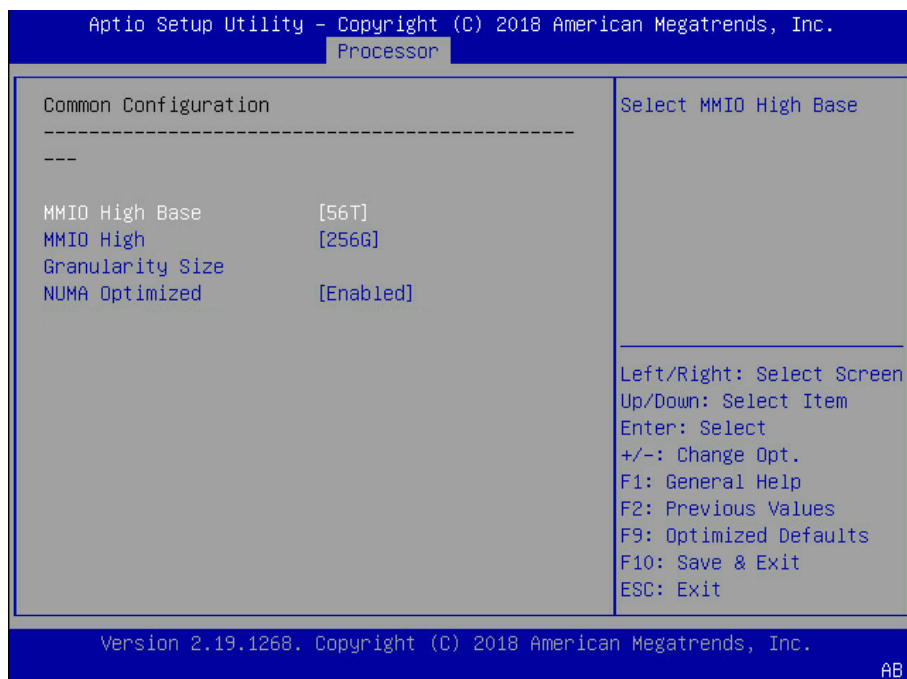 Aptio Setup Utility – Copyright (C) 2018 American Megatrends, Inc.
Processor
Common Configuration
-----------------------------------------------
---
MMIO High Base [56T]
MMIO High [256G]
Granularity Size
NUMA Optimized [Enabled]
Select MMIO High Base
Left/Right: Select Screen
Up/Down: Select Item
Enter: Select
+/-: Change Opt.
F1: General Help
F2: Previous Values
F9: Optimized Defaults
F10: Save & Exit
ESC: Exit
Version 2.19.1268. Copyright (C) 2018 American Megatrends, Inc.
AB